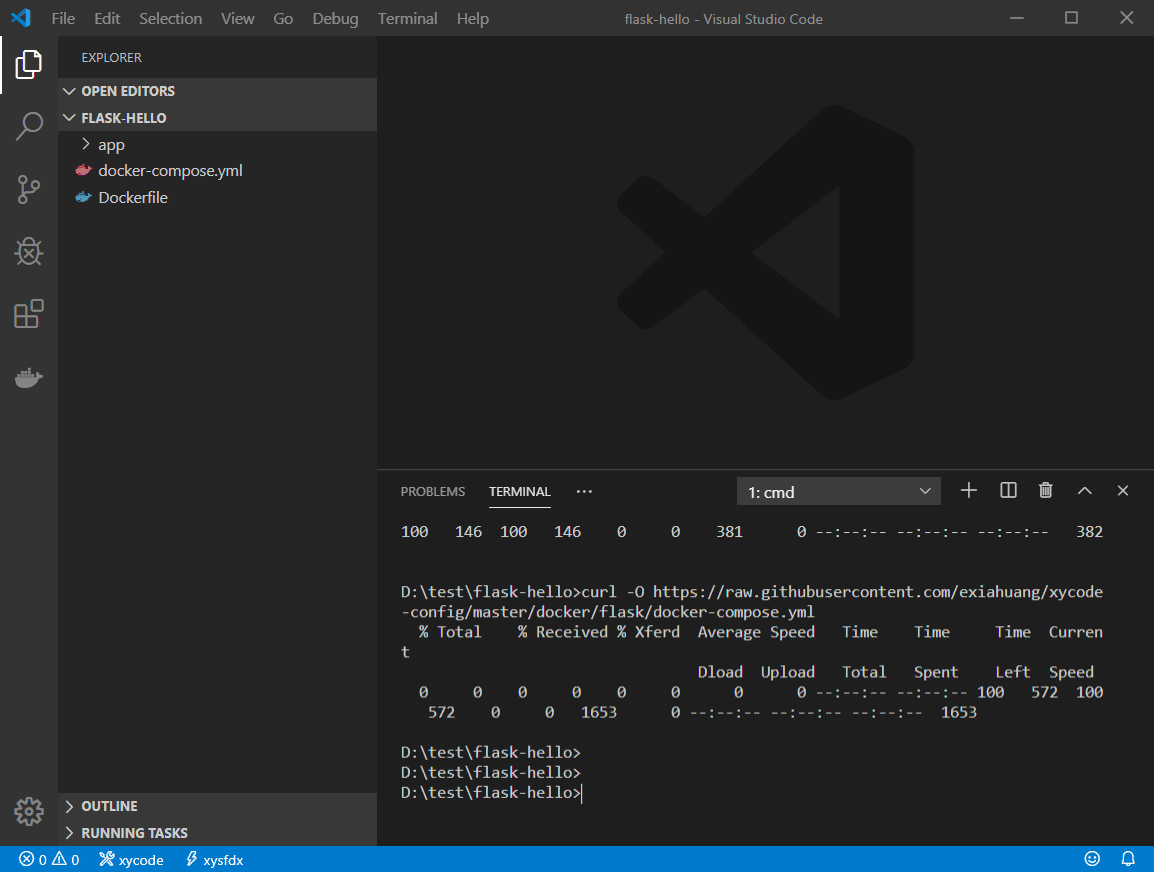 File Edit Selection View Go Debug Terminal Help flask-hello - Visual Studio Code
EXPLORER
OPEN EDITORS
FLASK-HELLO
app
docker-compose.yml
Dockerfile
OUTLINE
RUNNING TASKS
PROBLEMS TERMINAL ··· 1: cmd
100 146 100 146 0 0 381 0 --:--:-- --:--:-- --:--:-- 382
D:\test\flask-hello>curl -O https://raw.githubusercontent.com/exiahuang/xycode
-config/master/docker/flask/docker-compose.yml
% Total % Received % Xferd Average Speed Time Time Time Curren
t
Dload Upload Total Spent Left Speed
0 0 0 0 0 0 0 0 --:--:-- --:--:-- 100 572 100
572 0 0 1653 0 --:--:-- --:--:-- --:--:-- 1653
D:\test\flask-hello>
D:\test\flask-hello>
D:\test\flask-hello>
0 0 xycode xysfdx